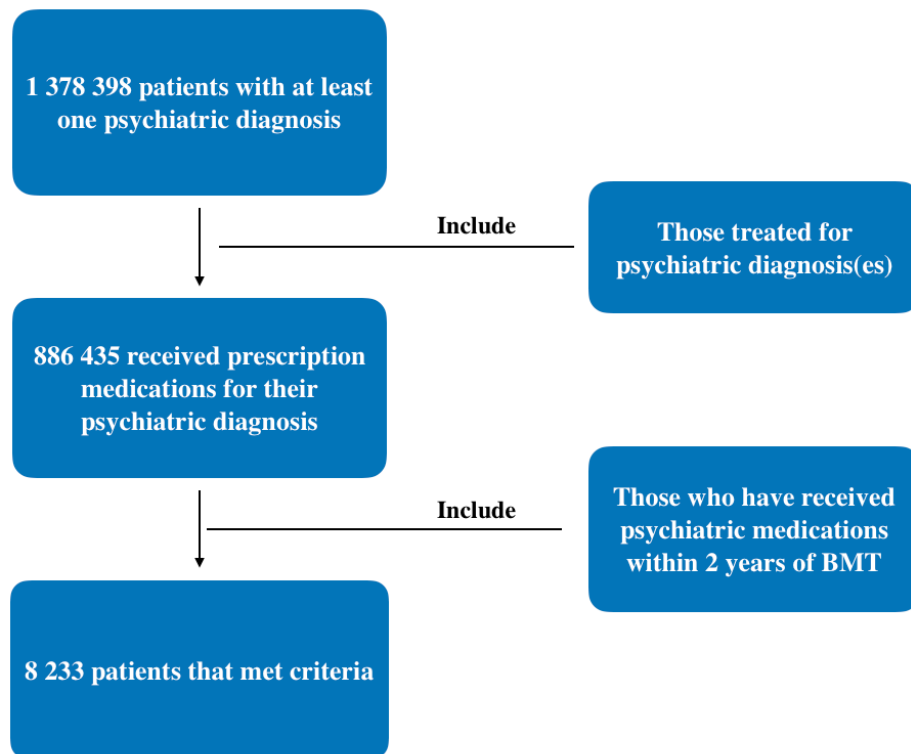 1 378 398 patients with at least
one psychiatric diagnosis
Include
Those treated for
psychiatric diagnosis(es)
886 435 received prescription
medications for their
psychiatric diagnosis
Include
Those who have received
psychiatric medications
within 2 years of BMT
8 233 patients that met criteria